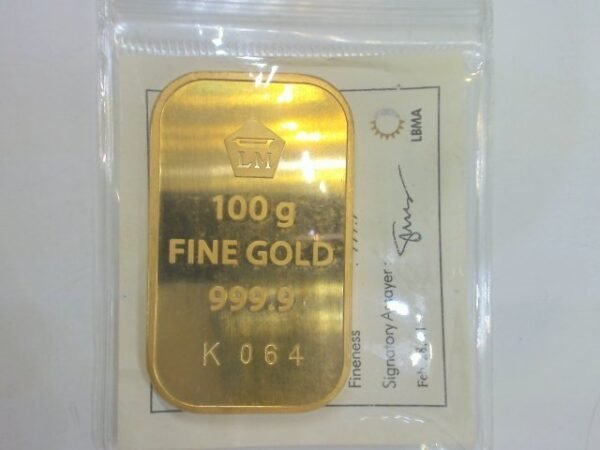 LM
100 g
FINE GOLD
999.9
K 064
Fineness
Signatory Assayer :
LBMA